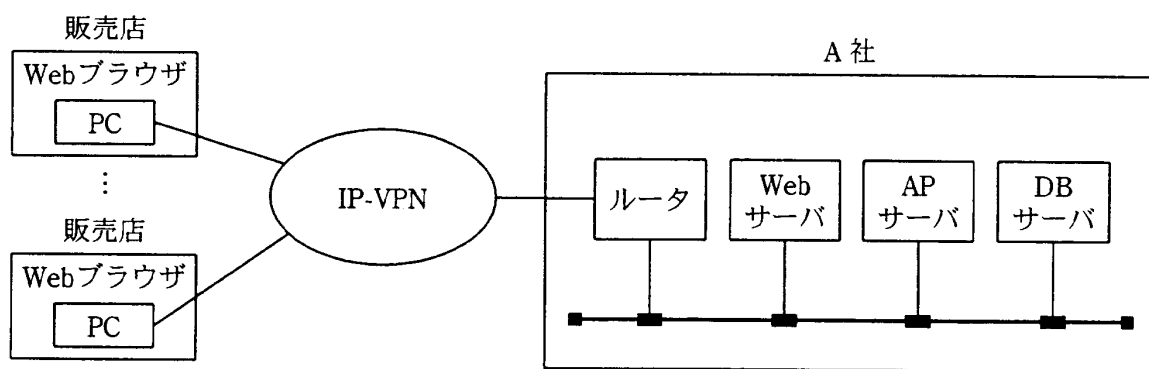 販売店
Webブラウザ
PC
⋮
販売店
Webブラウザ
PC
IP-VPN
A 社
ルータ
Web
サーバ
AP
サーバ
DB
サーバ